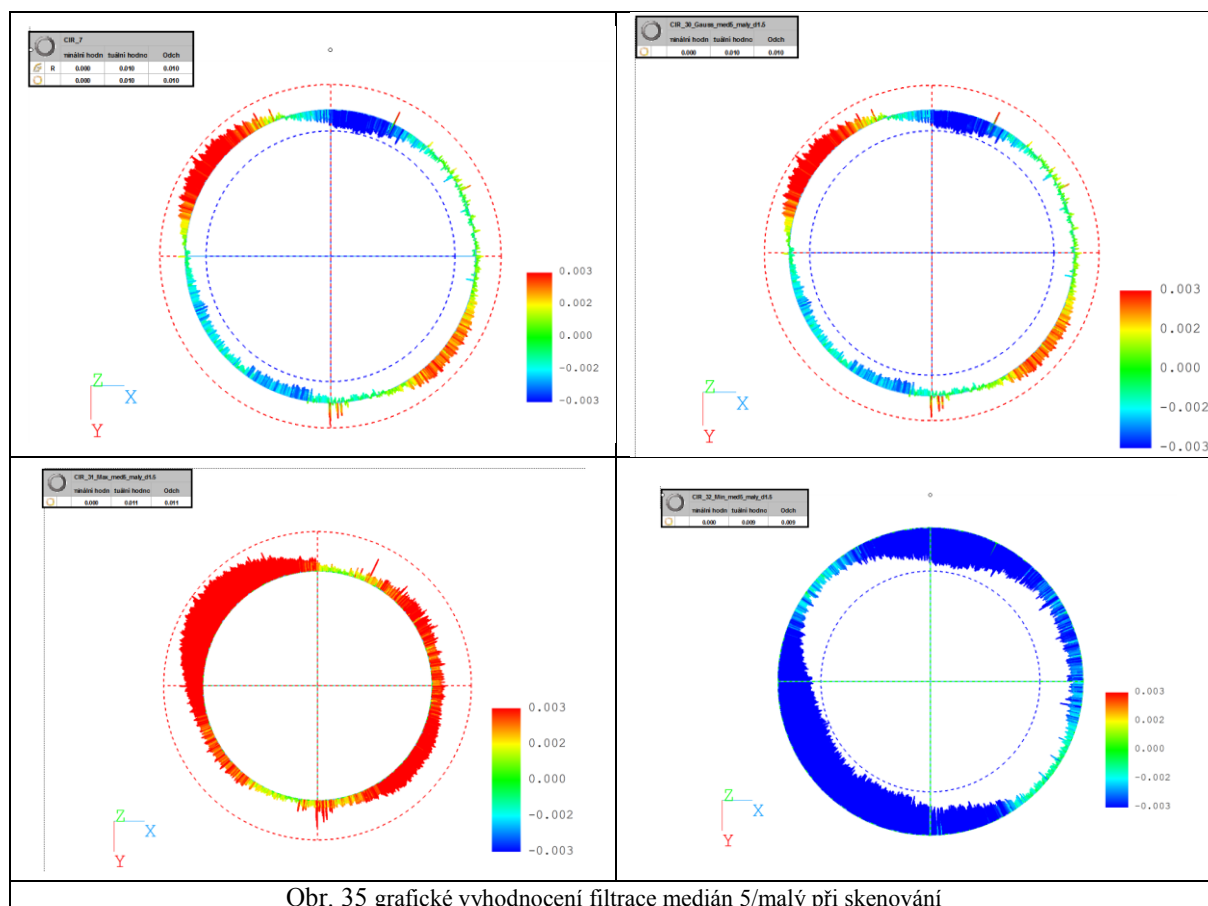 CIR_7
ninální hodn tuální hodno Odch
R 0.000 0.010 0.010
0.000 0.010 0.010
0.003
0.002
0.000
-0.002
-0.003
Z
X
Y
CIR_30_Gauss_med5_maly_d1.5
ninální hodn tuální hodno Odch
0.000 0.010 0.010
0.003
0.002
0.000
-0.002
-0.003
Z
X
Y
CIR_31_Max_med5_maly_d1.5
ninální hodn tuální hodno Odch
0.000 0.011 0.011
0.003
0.002
0.000
-0.002
-0.003
Z
X
Y
CIR_32_Min_med5_maly_d1.5
ninální hodn tuální hodno Odch
0.000 0.009 0.009
0.003
0.002
0.000
-0.002
-0.003
Z
X
Y
Obr. 35 grafické vyhodnocení filtrace medián 5/malý při skenování